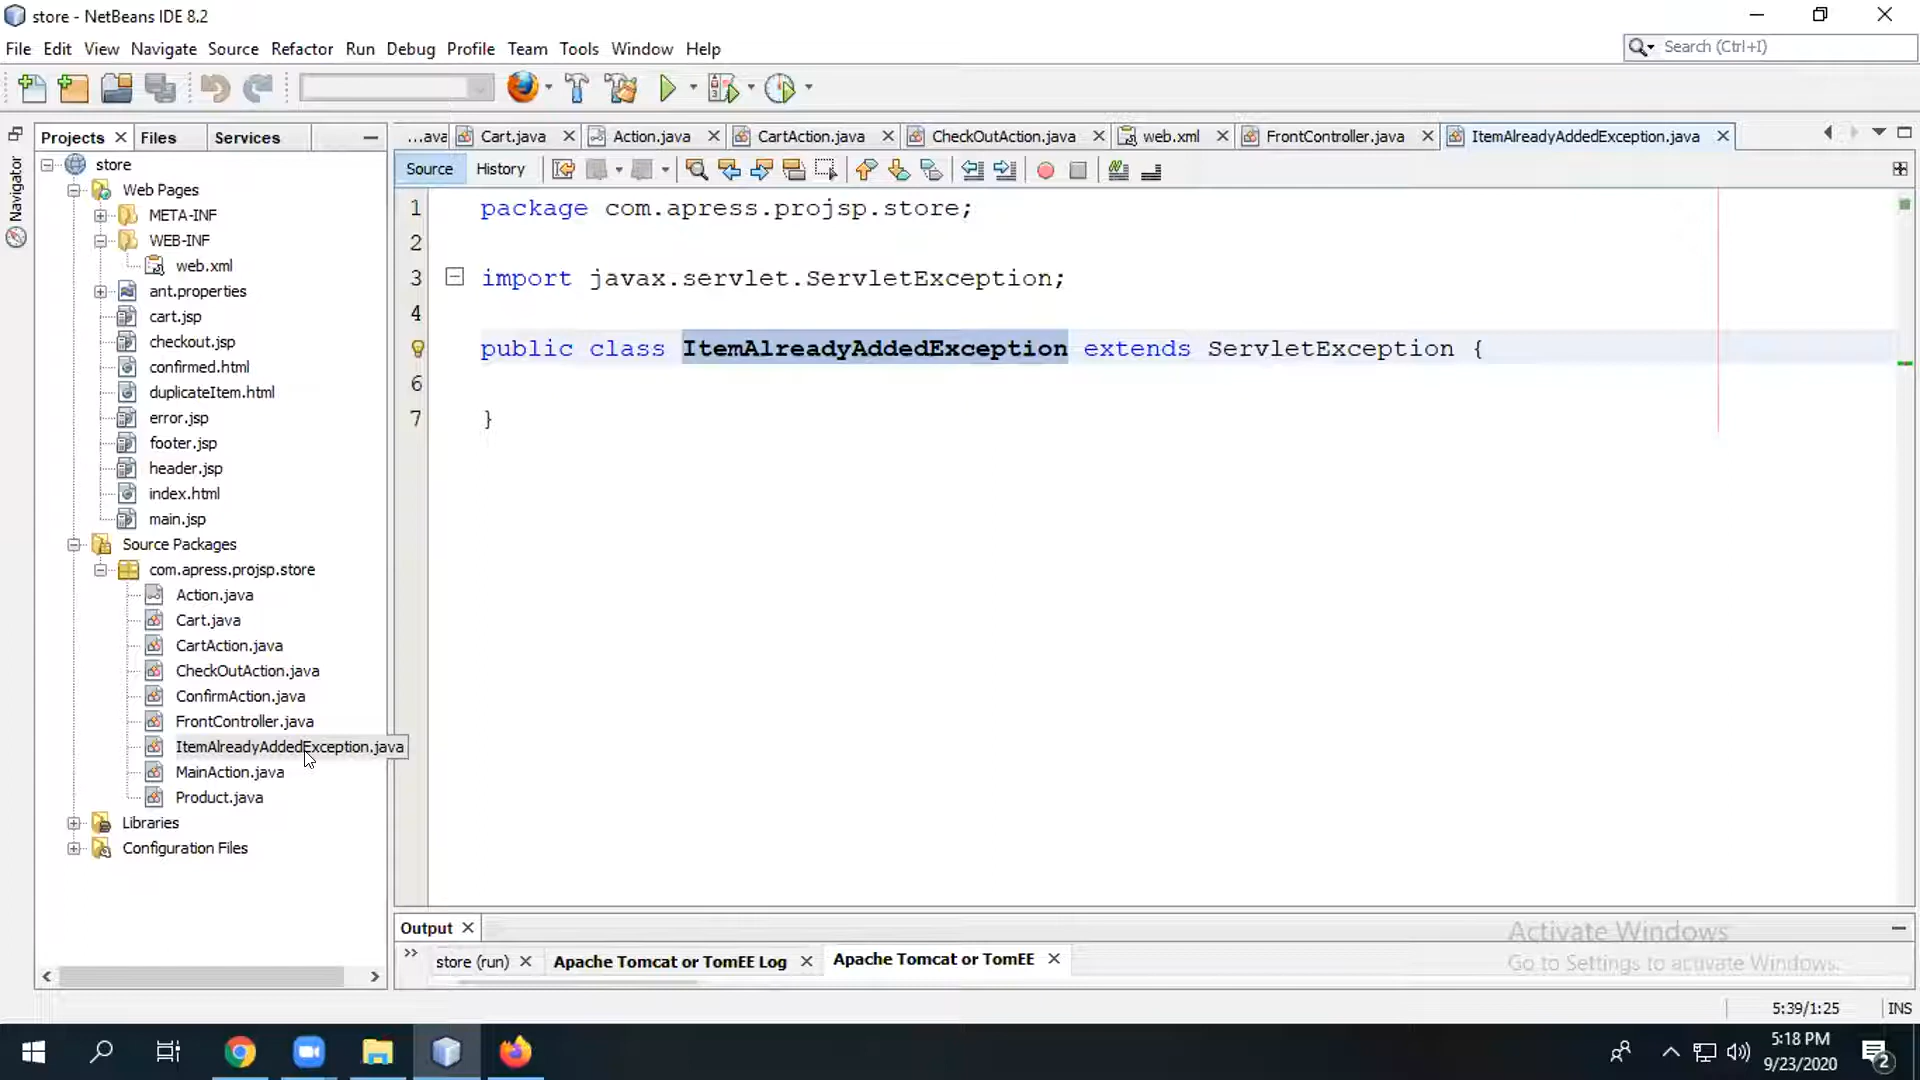 store - NetBeans IDE 8.2
File Edit View Navigate Source Refactor Run Debug Profile Team Tools Window Help
Search (Ctrl+I)
Projects Files Services
...ava Cart.java Action.java CartAction.java CheckOutAction.java web.xml FrontController.java ItemAlreadyAddedException.java
Source History
Navigator
store
Web Pages
META-INF
WEB-INF
web.xml
ant.properties
cart.jsp
checkout.jsp
confirmed.html
duplicateItem.html
error.jsp
footer.jsp
header.jsp
index.html
main.jsp
Source Packages
com.apress.projsp.store
Action.java
Cart.java
CartAction.java
CheckOutAction.java
ConfirmAction.java
FrontController.java
ItemAlreadyAddedException.java
MainAction.java
Product.java
Libraries
Configuration Files
1 package com.apress.projsp.store;
2
3 import javax.servlet.ServletException;
4
public class ItemAlreadyAddedException extends ServletException {
6
7 }
Output
store (run) Apache Tomcat or TomEE Log Apache Tomcat or TomEE
Activate Windows
Go to Settings to activate Windows.
5:39/1:25 INS
5:18 PM
9/23/2020
2